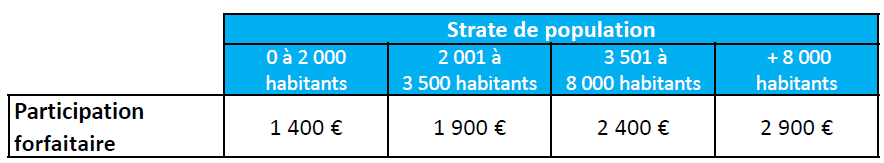 Strate de population
0 à 2 000 habitants
2 001 à 3 500 habitants
3 501 à 8 000 habitants
+ 8 000 habitants
Participation forfaitaire
1 400 €
1 900 €
2 400 €
2 900 €